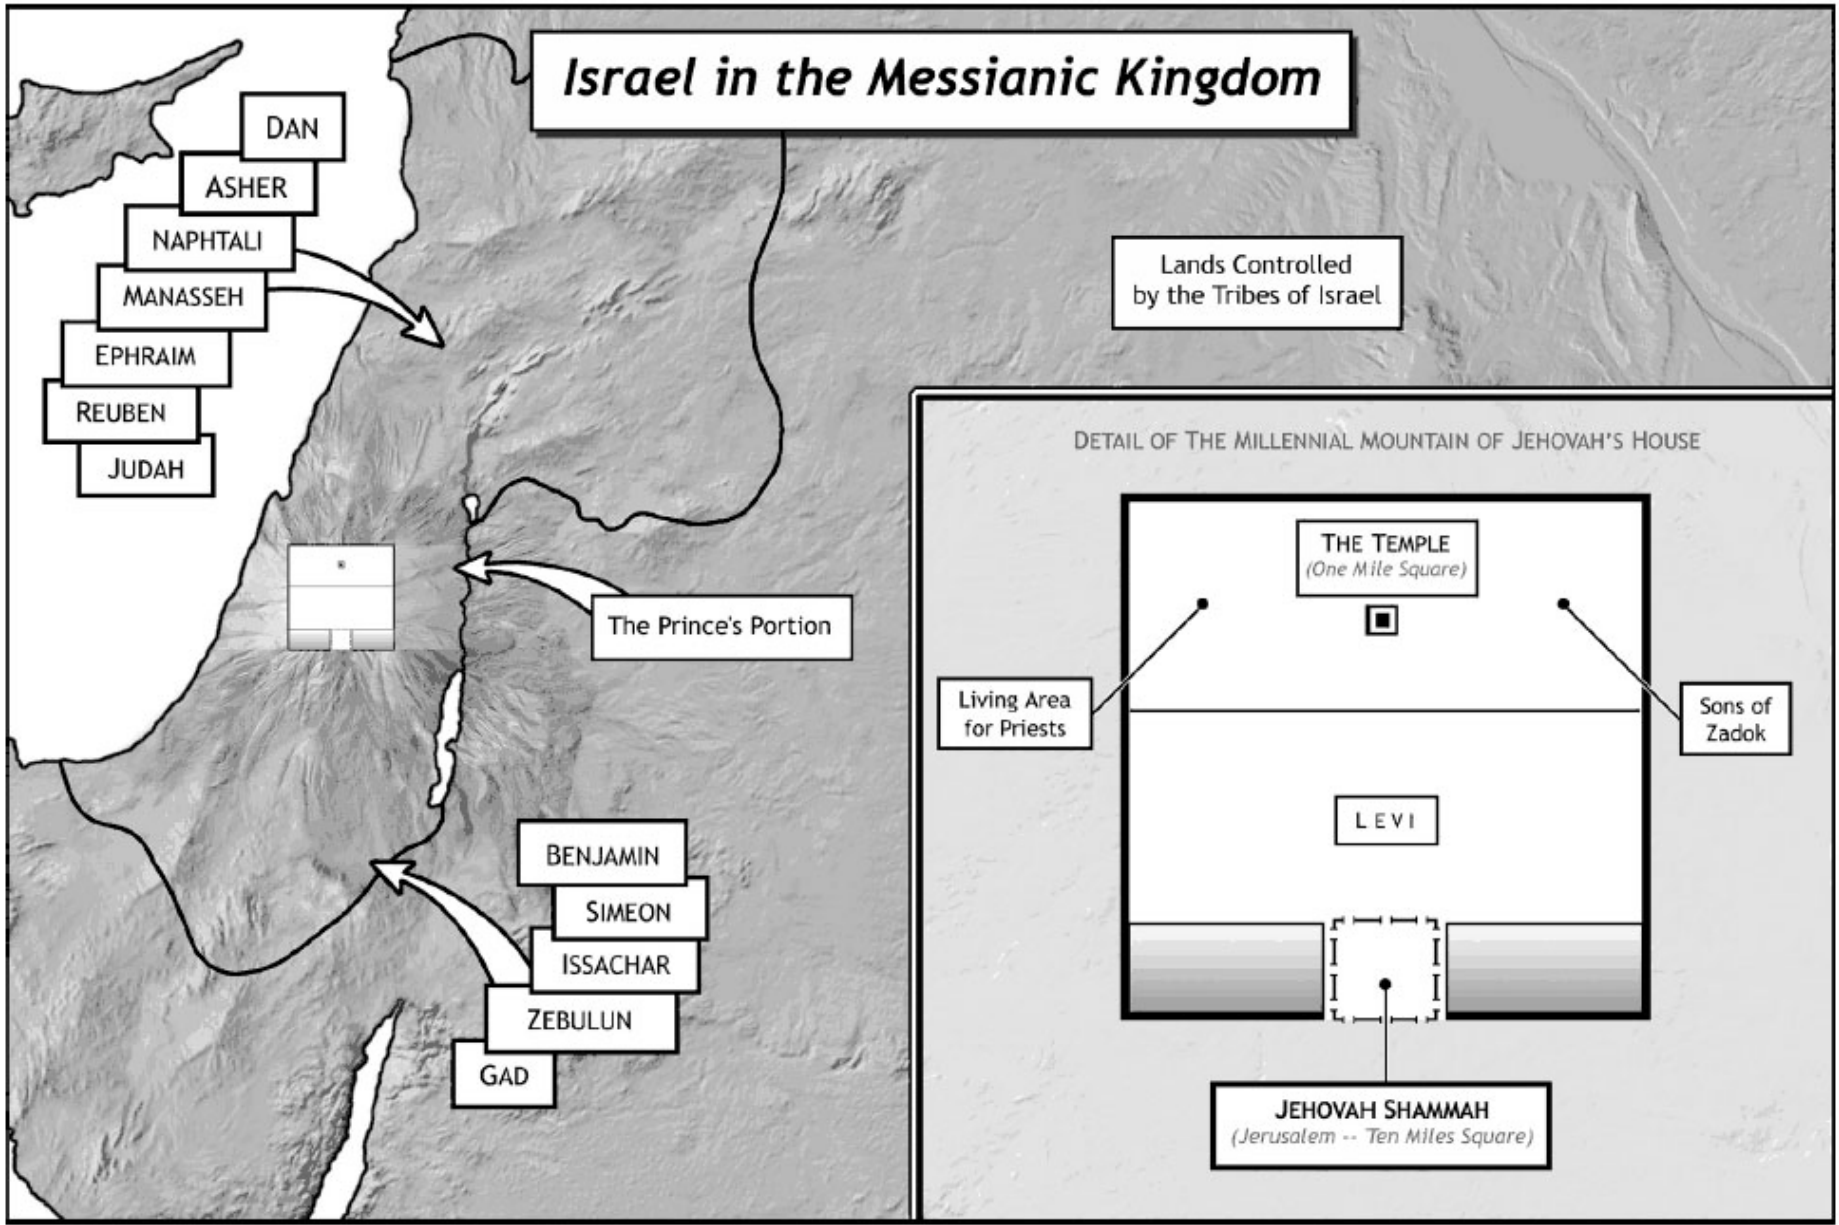 Israel in the Messianic Kingdom
DAN
ASHER
NAPHTALI
MANASSEH
EPHRAIM
REUBEN
JUDAH
Lands Controlled
by the Tribes of Israel
The Prince's Portion
BENJAMIN
SIMEON
ISSACHAR
ZEBULUN
GAD
DETAIL OF THE MILLENNIAL MOUNTAIN OF JEHOVAH'S HOUSE
THE TEMPLE
(One Mile Square)
Living Area
for Priests
Sons of
Zadok
LEVI
JEHOVAH SHAMMAH
(Jerusalem -- Ten Miles Square)